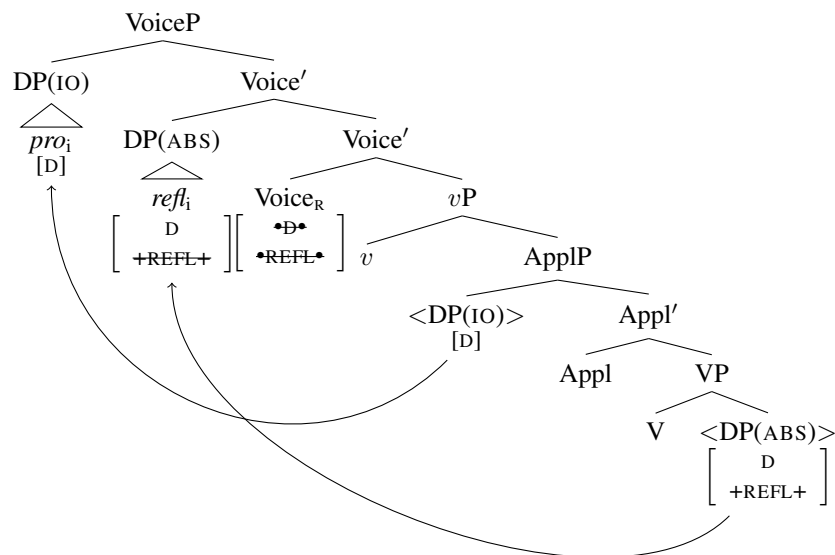 VoiceP
DP(IO) Voice′
pro_i DP(ABS) Voice′
[D]
refl_i Voice_R vP
[ D +REFL+ ] [ •D• •REFL• ] v ApplP
<DP(IO)> Appl′
[D]
Appl VP
V <DP(ABS)>
[ D
+REFL+ ]